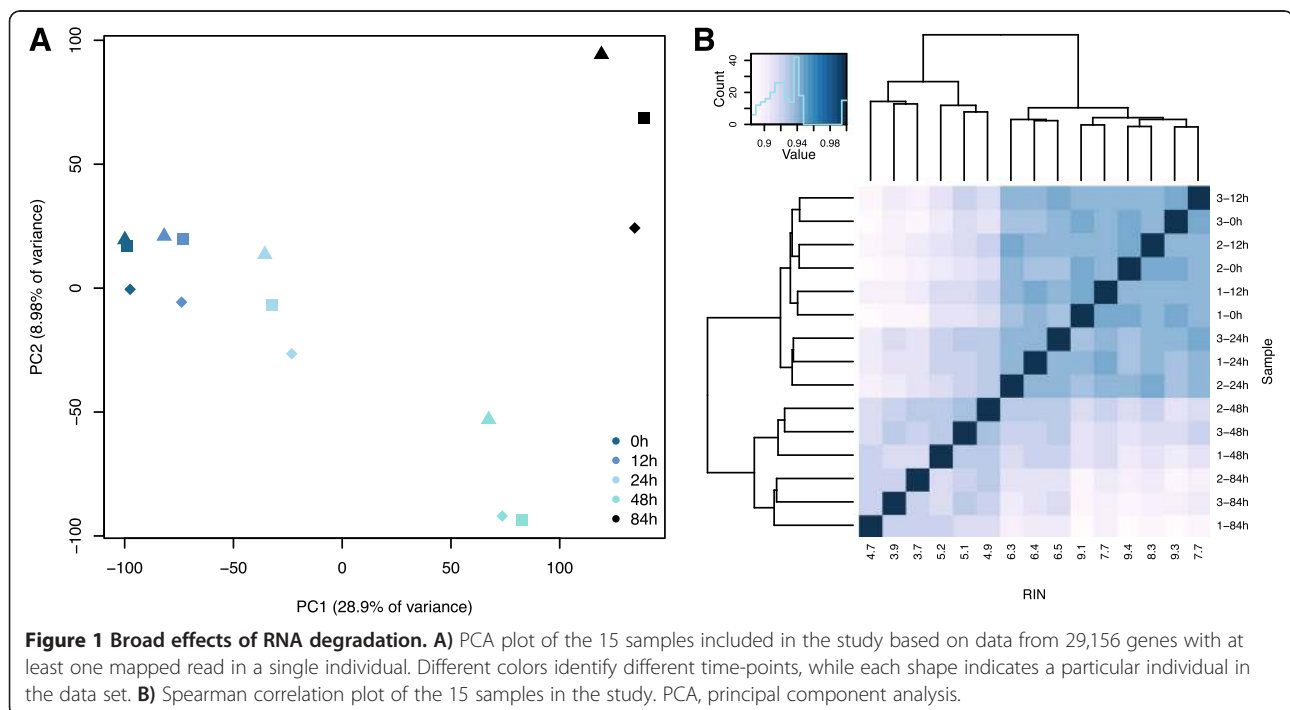 A
B
100
50
0
−50
−100
PC2 (8.98% of variance)
−100
−50
0
50
100
PC1 (28.9% of variance)
0h
12h
24h
48h
84h
Count
0
20
40
0.9
0.94
0.98
Value
3−12h
3−0h
2−12h
2−0h
1−12h
1−0h
3−24h
1−24h
2−24h
2−48h
3−48h
1−48h
2−84h
3−84h
1−84h
Sample
4.7
3.9
3.7
5.2
5.1
4.9
6.3
6.4
6.5
9.1
7.7
9.4
8.3
9.3
7.7
RIN
Figure 1 Broad effects of RNA degradation. A) PCA plot of the 15 samples included in the study based on data from 29,156 genes with at
least one mapped read in a single individual. Different colors identify different time-points, while each shape indicates a particular individual in
the data set. B) Spearman correlation plot of the 15 samples in the study. PCA, principal component analysis.